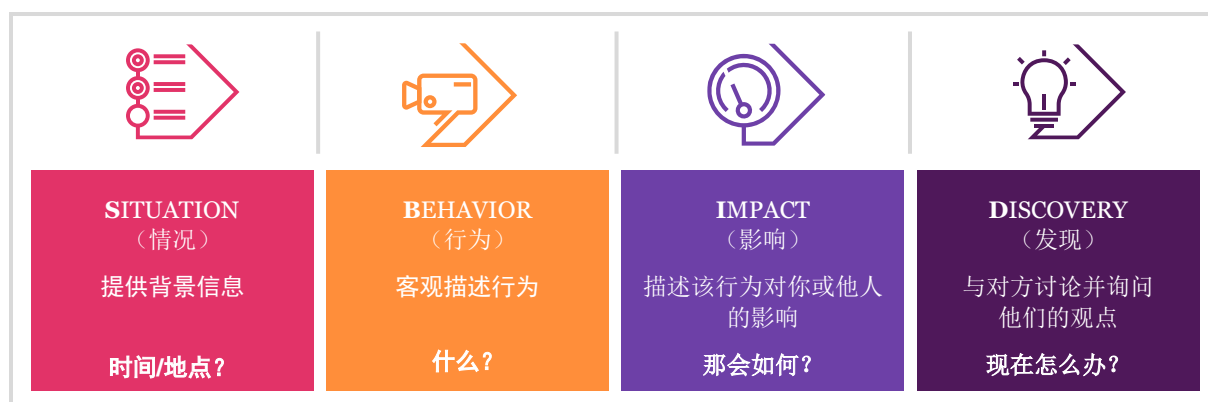 SITUATION
（情况）
提供背景信息
时间/地点？
BEHAVIOR
（行为）
客观描述行为
什么？
IMPACT
（影响）
描述该行为对你或他人
的影响
那会如何？
DISCOVERY
（发现）
与对方讨论并询问
他们的观点
现在怎么办？